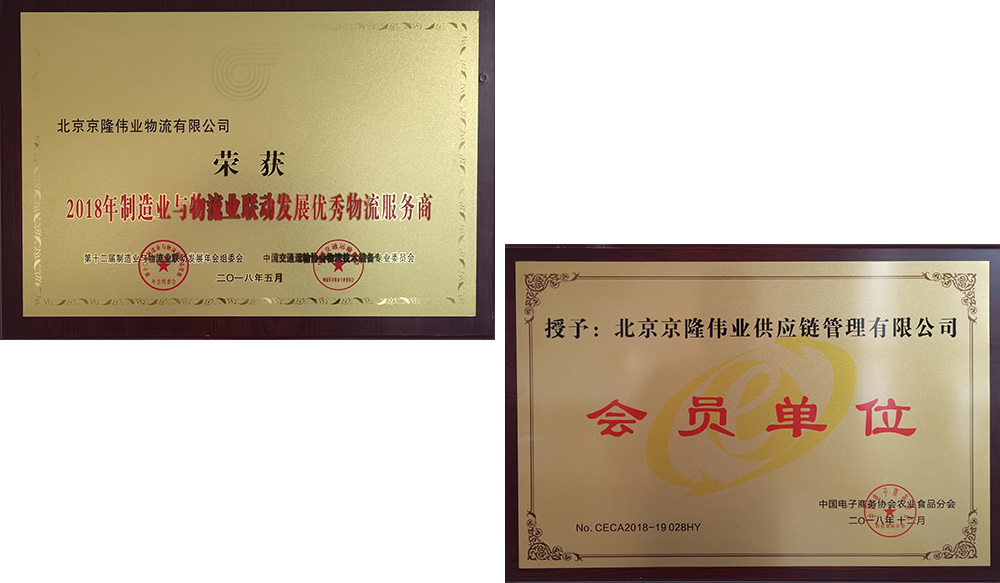 北京京隆伟业物流有限公司
荣 获
2018年制造业与物流业联动发展优秀物流服务商
第十二届制造业与物流业联动发展年会组委会 中国交通运输协会物流技术装备专业委员会
二〇一八年五月
授予：北京京隆伟业供应链管理有限公司
会员单位
中国电子商务协会农业食品分会
二〇一八年十二月
No. CECA2018-19 028HY